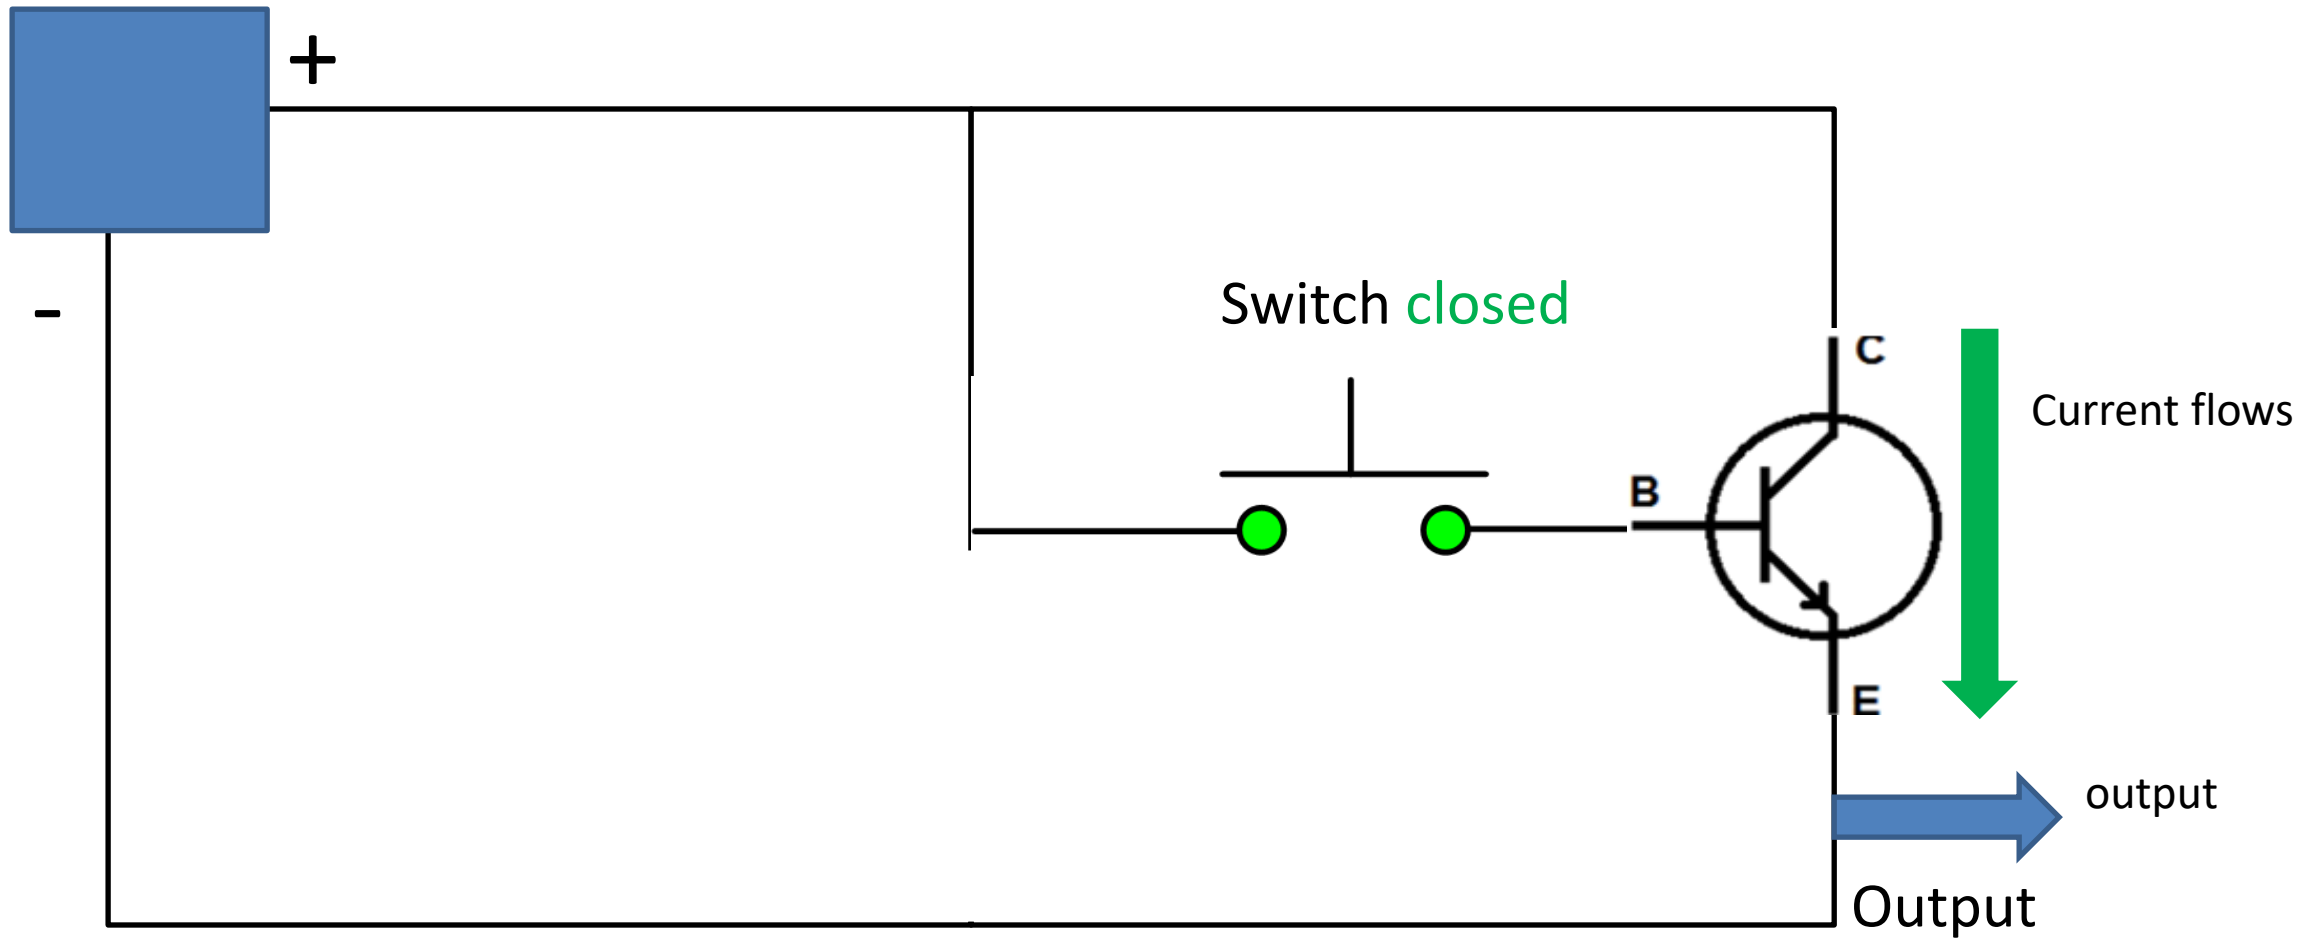 +
-
Switch closed
C
Current flows
B
E
output
Output